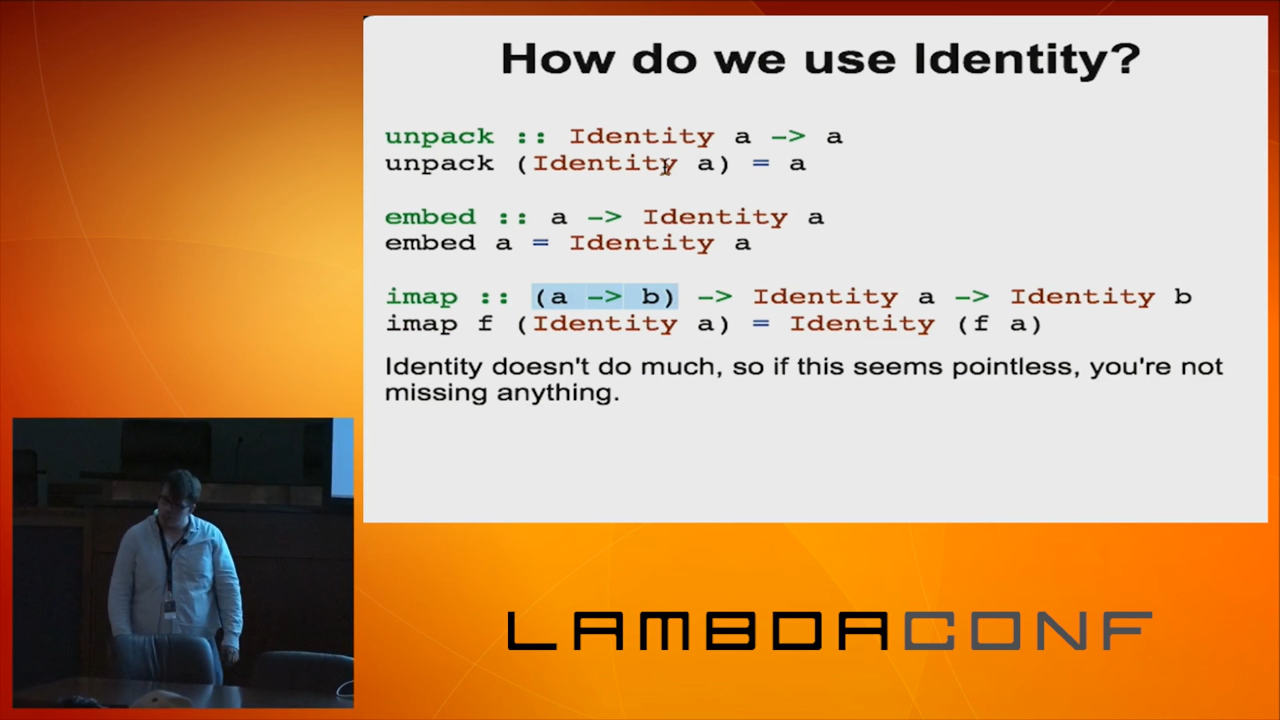 How do we use Identity?
unpack :: Identity a -> a
unpack (Identity a) = a
embed :: a -> Identity a
embed a = Identity a
imap :: (a -> b) -> Identity a -> Identity b
imap f (Identity a) = Identity (f a)
Identity doesn't do much, so if this seems pointless, you're not
missing anything.
LAMBDACONF